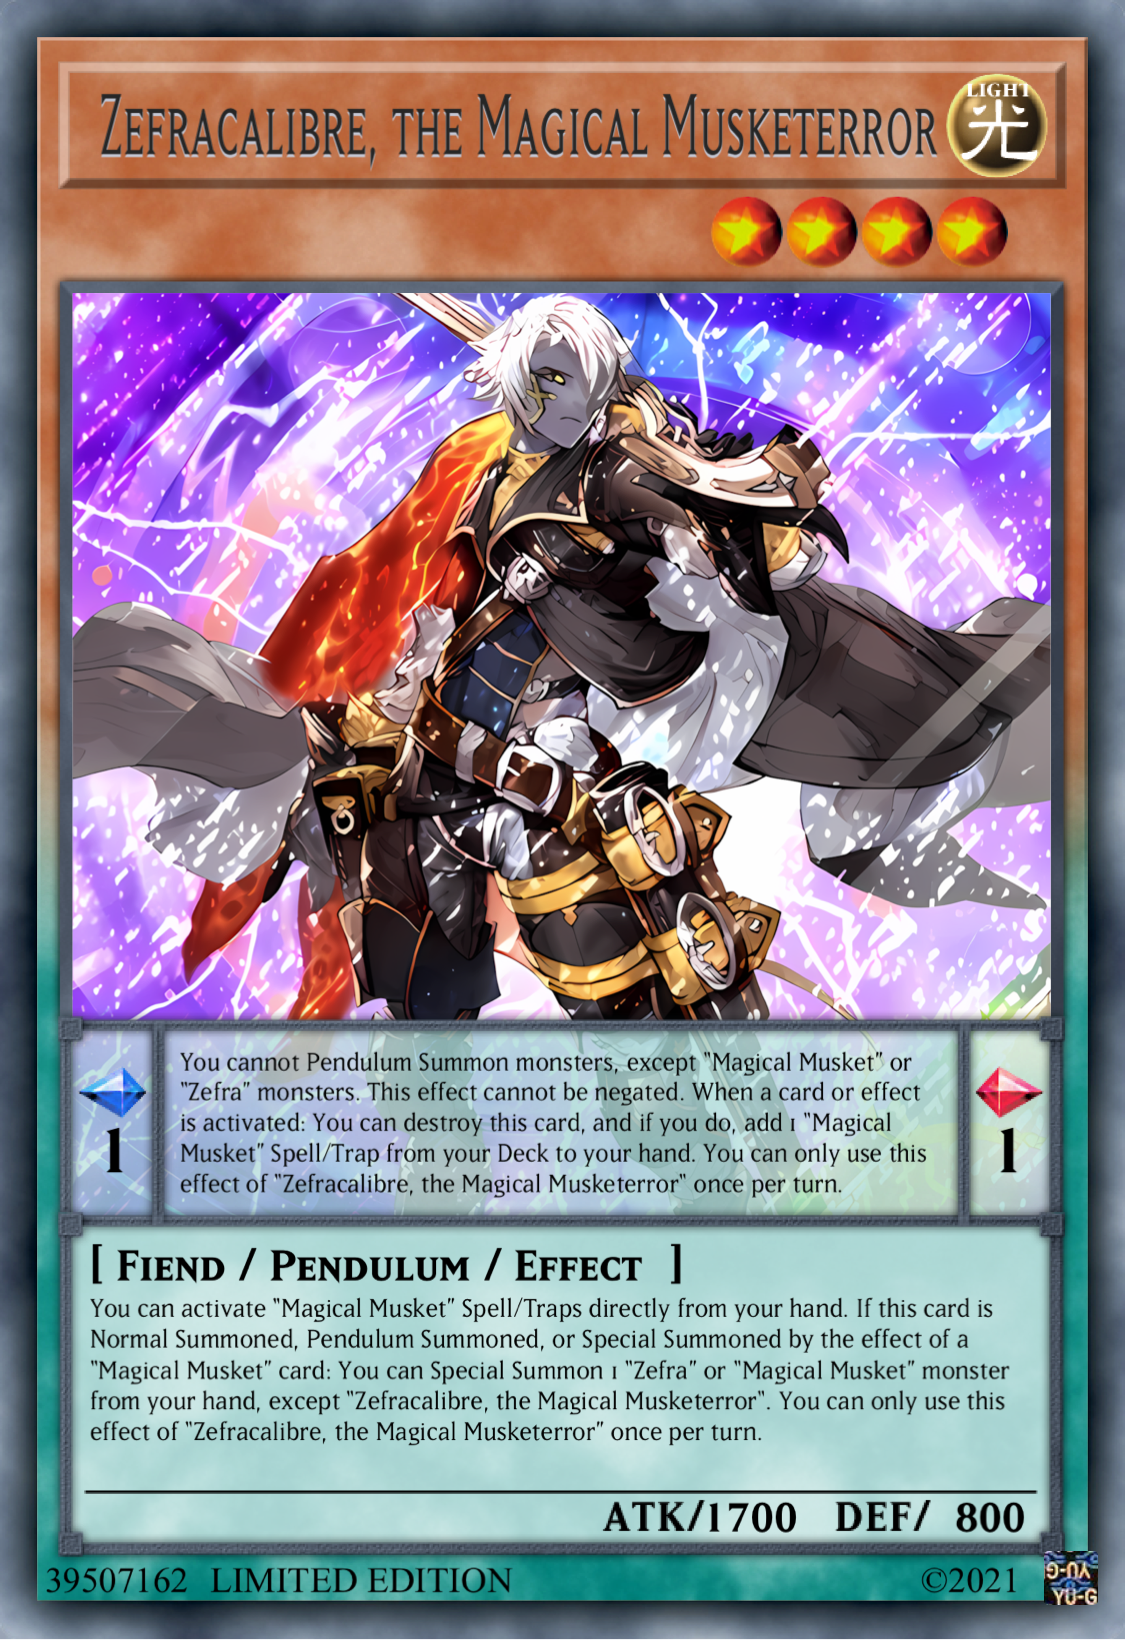 Zefracalibre, the Magical Musketerror
LIGHT
光
You cannot Pendulum Summon monsters, except "Magical Musket" or
"Zefra" monsters. This effect cannot be negated. When a card or effect
is activated: You can destroy this card, and if you do, add 1 "Magical
Musket" Spell/Trap from your Deck to your hand. You can only use this
effect of "Zefracalibre, the Magical Musketerror" once per turn.
1
1
[ Fiend / Pendulum / Effect ]
You can activate "Magical Musket" Spell/Traps directly from your hand. If this card is
Normal Summoned, Pendulum Summoned, or Special Summoned by the effect of a
"Magical Musket" card: You can Special Summon 1 "Zefra" or "Magical Musket" monster
from your hand, except "Zefracalibre, the Magical Musketerror". You can only use this
effect of "Zefracalibre, the Magical Musketerror" once per turn.
ATK/1700 DEF/ 800
39507162 LIMITED EDITION
©2021
YU-G